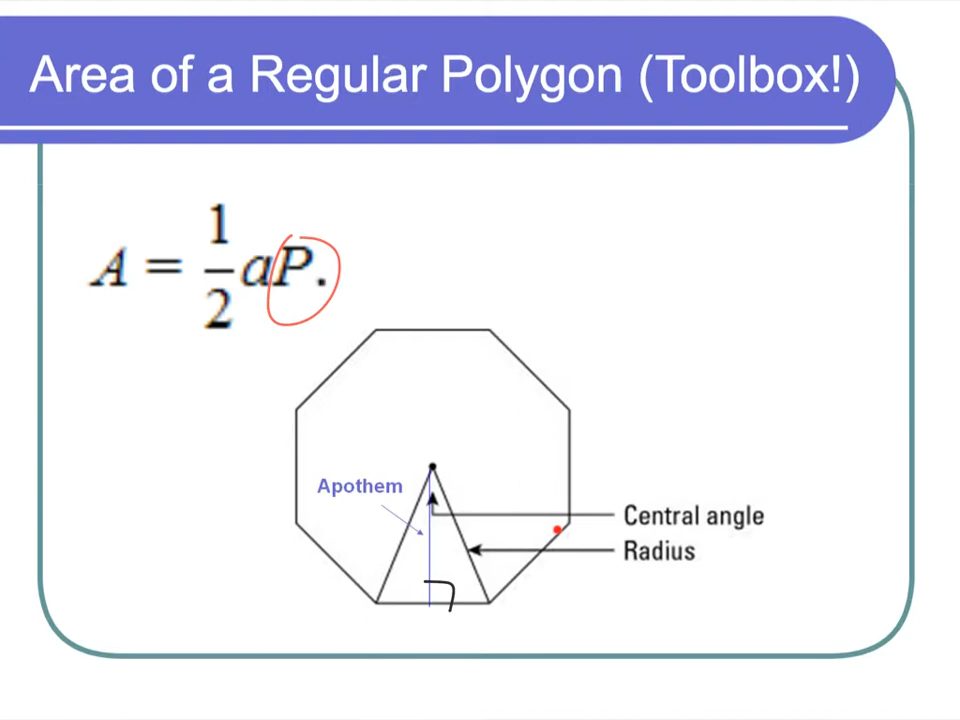 Area of a Regular Polygon (Toolbox!)
A = 1/2 aP.
Apothem
Central angle
Radius